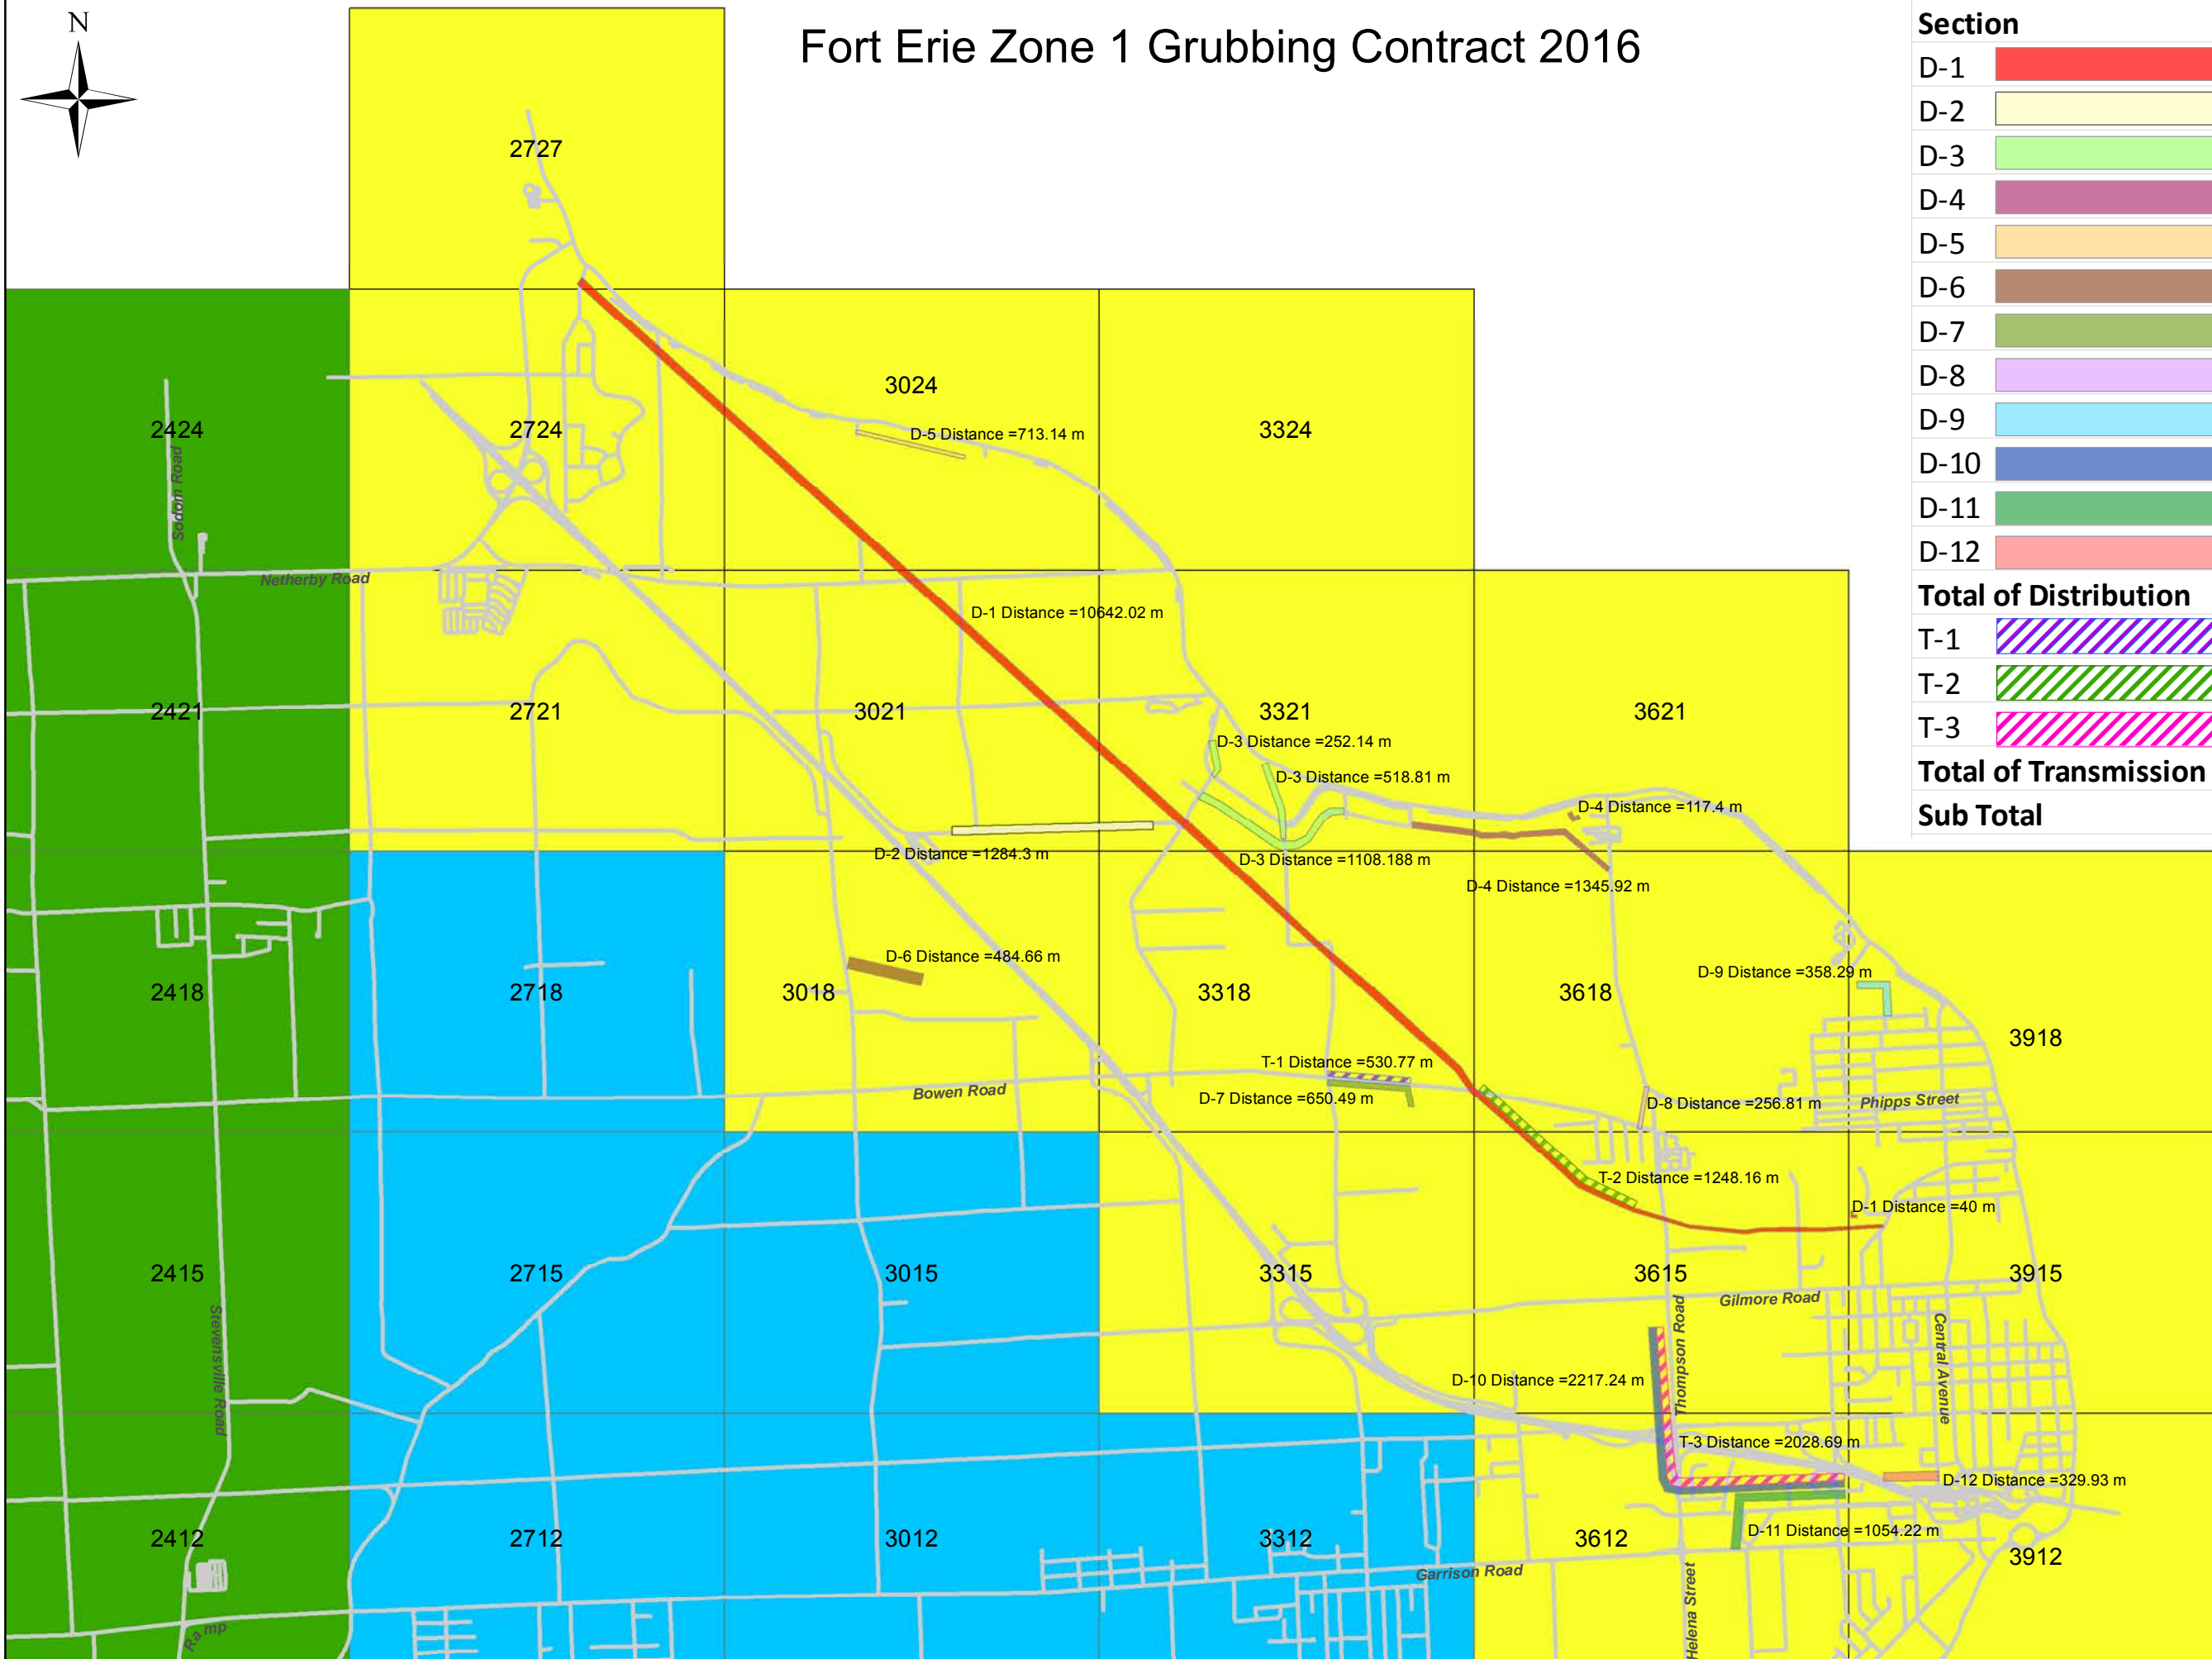 N
Fort Erie Zone 1 Grubbing Contract 2016
Section
D-1
D-2
D-3
D-4
D-5
D-6
D-7
D-8
D-9
D-10
D-11
D-12
Total of Distribution
T-1
T-2
T-3
Total of Transmission
Sub Total
2727
3024
2424
2724
D-5 Distance =713.14 m
3324
Sodom Road
Netherby Road
D-1 Distance =10642.02 m
2421
2721
3021
3321
3621
D-3 Distance =252.14 m
D-3 Distance =518.81 m
D-4 Distance =117.4 m
D-2 Distance =1284.3 m
D-3 Distance =1108.188 m
D-4 Distance =1345.92 m
D-6 Distance =484.66 m
D-9 Distance =358.29 m
2418
2718
3018
3318
3618
3918
T-1 Distance =530.77 m
Bowen Road
D-7 Distance =650.49 m
D-8 Distance =256.81 m
Phipps Street
T-2 Distance =1248.16 m
D-1 Distance =40 m
2415
2715
3015
3315
3615
3915
Gilmore Road
Stevensville Road
Thompson Road
Central Avenue
D-10 Distance =2217.24 m
T-3 Distance =2028.69 m
D-12 Distance =329.93 m
D-11 Distance =1054.22 m
2412
2712
3012
3312
3612
3912
Garrison Road
Helena Street
Ramp